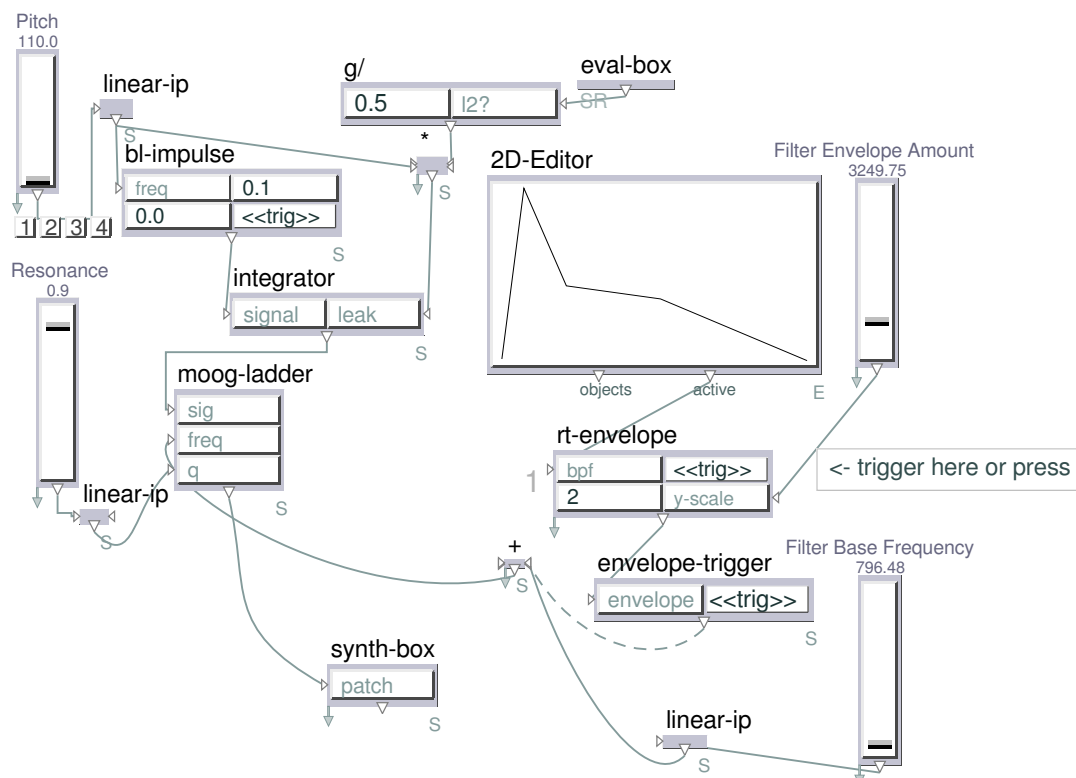 Pitch
110.0
linear-ip
S
1 2 3 4
g/
0.5 l2?
eval-box
SR
*
S
bl-impulse
freq 0.1
0.0 <<trig>>
S
2D-Editor
objects active
E
Filter Envelope Amount
3249.75
Resonance
0.9
integrator
signal leak
S
moog-ladder
sig
freq
q
S
linear-ip
S
rt-envelope
1
bpf <<trig>>
2 y-scale
<- trigger here or press
+
S
envelope-trigger
envelope <<trig>>
S
Filter Base Frequency
796.48
synth-box
patch
S
linear-ip
S